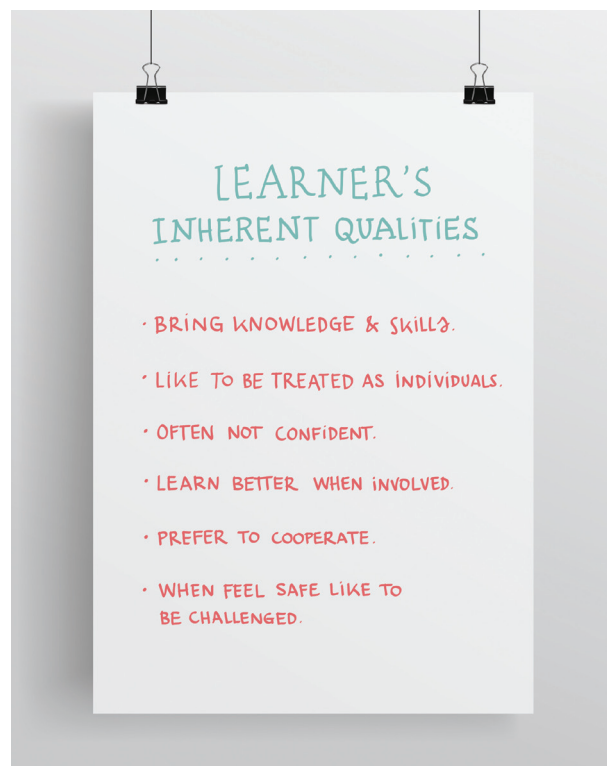 LEARNER'S
INHERENT QUALITIES
· BRING KNOWLEDGE & SKILLS.
· LIKE TO BE TREATED AS INDIVIDUALS.
· OFTEN NOT CONFIDENT.
· LEARN BETTER WHEN INVOLVED.
· PREFER TO COOPERATE.
· WHEN FEEL SAFE LIKE TO
BE CHALLENGED.